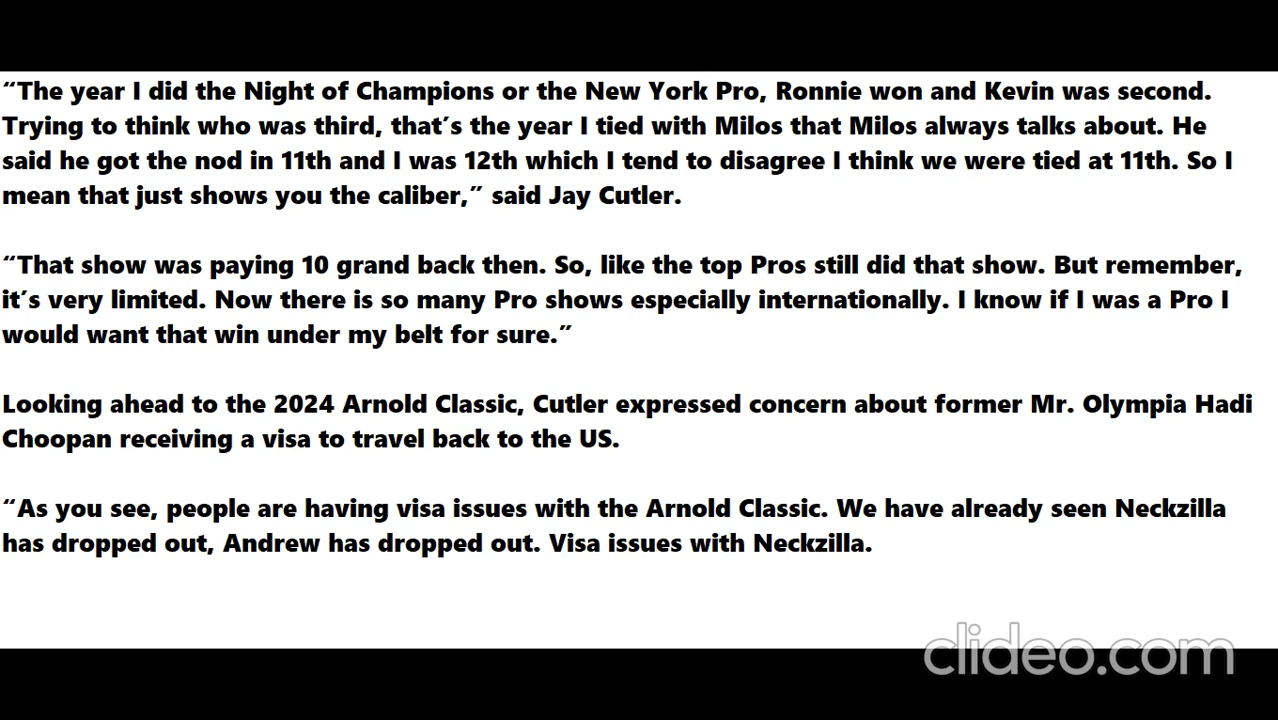 “The year I did the Night of Champions or the New York Pro, Ronnie won and Kevin was second.
Trying to think who was third, that’s the year I tied with Milos that Milos always talks about. He
said he got the nod in 11th and I was 12th which I tend to disagree I think we were tied at 11th. So I
mean that just shows you the caliber,” said Jay Cutler.
“That show was paying 10 grand back then. So, like the top Pros still did that show. But remember,
it’s very limited. Now there is so many Pro shows especially internationally. I know if I was a Pro I
would want that win under my belt for sure.”
Looking ahead to the 2024 Arnold Classic, Cutler expressed concern about former Mr. Olympia Hadi
Choopan receiving a visa to travel back to the US.
“As you see, people are having visa issues with the Arnold Classic. We have already seen Neckzilla
has dropped out, Andrew has dropped out. Visa issues with Neckzilla.
clideo.com